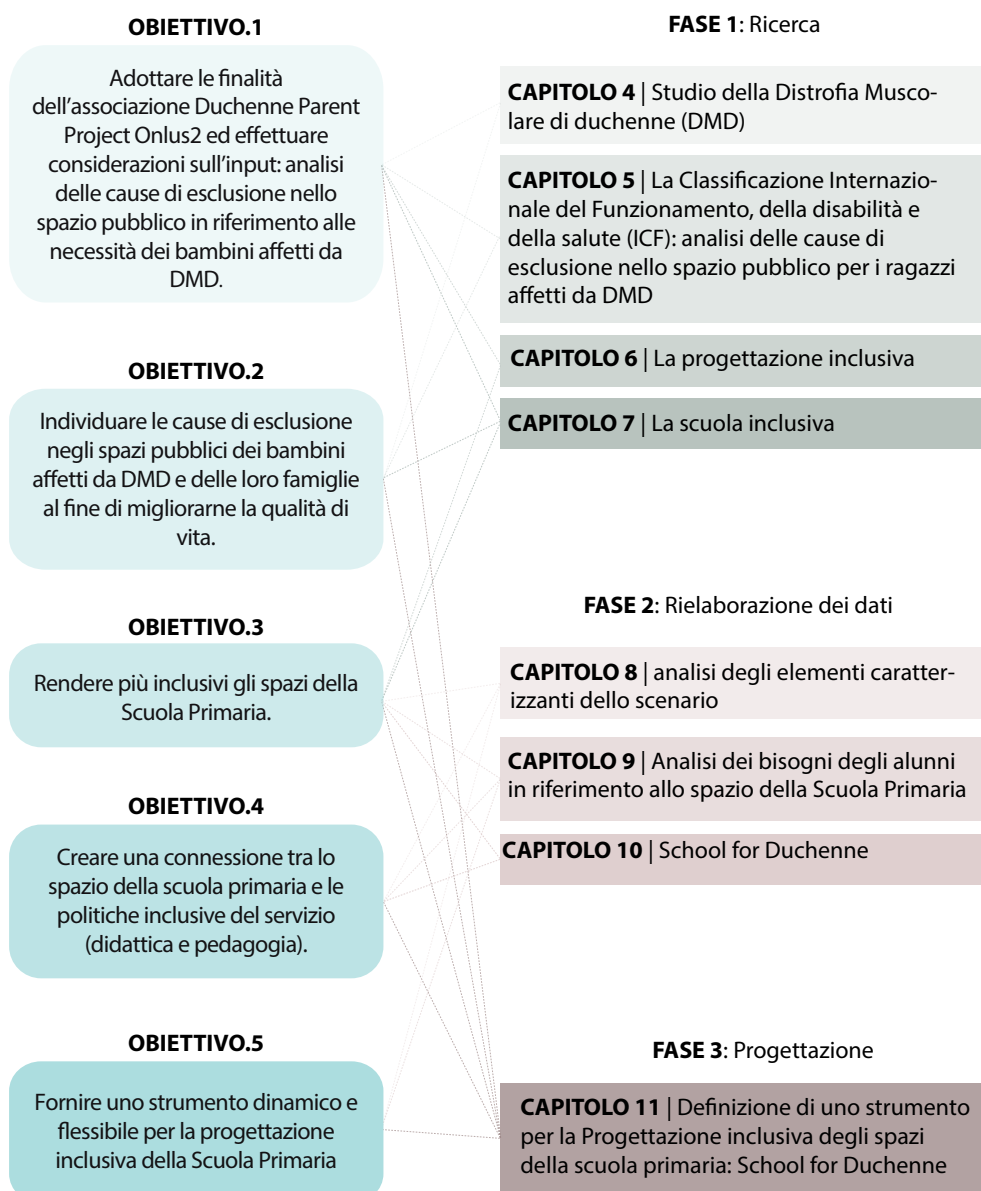 OBIETTIVO.1
Adottare le finalità
dell'associazione Duchenne Parent
Project Onlus2 ed effettuare
considerazioni sull'input: analisi
delle cause di esclusione nello
spazio pubblico in riferimento alle
necessità dei bambini affetti da
DMD.
OBIETTIVO.2
Individuare le cause di esclusione
negli spazi pubblici dei bambini
affetti da DMD e delle loro famiglie
al fine di migliorarne la qualità di
vita.
OBIETTIVO.3
Rendere più inclusivi gli spazi della
Scuola Primaria.
OBIETTIVO.4
Creare una connessione tra lo
spazio della scuola primaria e le
politiche inclusive del servizio
(didattica e pedagogia).
OBIETTIVO.5
Fornire uno strumento dinamico e
flessibile per la progettazione
inclusiva della Scuola Primaria
FASE 1: Ricerca
CAPITOLO 4 | Studio della Distrofia Musco-
lare di duchenne (DMD)
CAPITOLO 5 | La Classificazione Internazio-
nale del Funzionamento, della disabilità e
della salute (ICF): analisi delle cause di
esclusione nello spazio pubblico per i ragazzi
affetti da DMD
CAPITOLO 6 | La progettazione inclusiva
CAPITOLO 7 | La scuola inclusiva
FASE 2: Rielaborazione dei dati
CAPITOLO 8 | analisi degli elementi caratter-
izzanti dello scenario
CAPITOLO 9 | Analisi dei bisogni degli alunni
in riferimento allo spazio della Scuola Primaria
CAPITOLO 10 | School for Duchenne
FASE 3: Progettazione
CAPITOLO 11 | Definizione di uno strumento
per la Progettazione inclusiva degli spazi
della scuola primaria: School for Duchenne